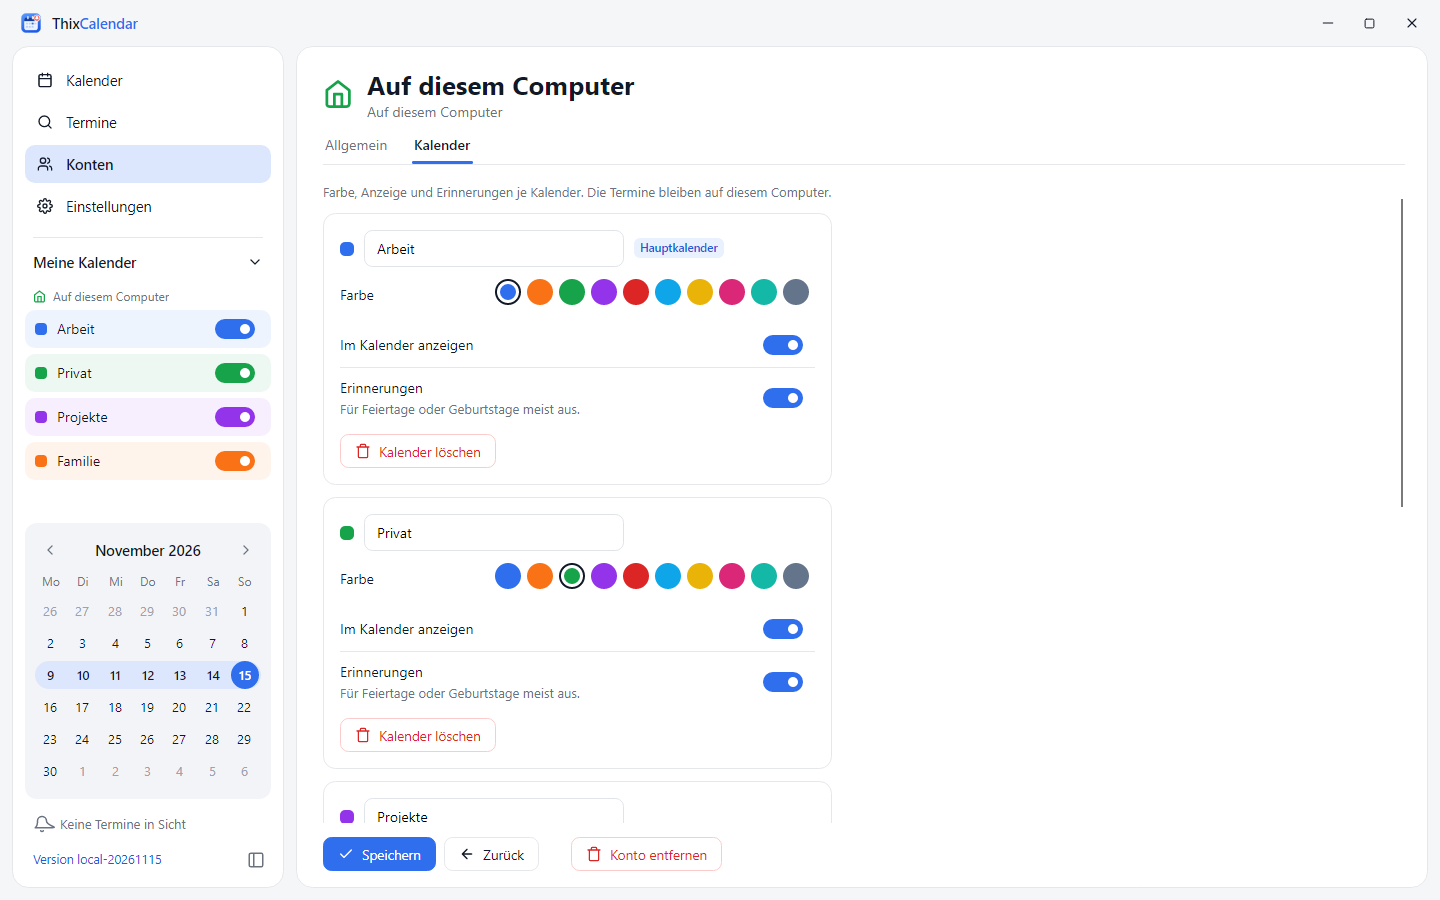 ThixCalendar
Kalender
Termine
Konten
Einstellungen
Meine Kalender
Auf diesem Computer
Arbeit
Privat
Projekte
Familie
November 2026
Mo Di Mi Do Fr Sa So
26 27 28 29 30 31 1
2 3 4 5 6 7 8
9 10 11 12 13 14 15
16 17 18 19 20 21 22
23 24 25 26 27 28 29
30 1 2 3 4 5 6
Keine Termine in Sicht
Version local-20261115
Auf diesem Computer
Auf diesem Computer
Allgemein Kalender
Farbe, Anzeige und Erinnerungen je Kalender. Die Termine bleiben auf diesem Computer.
Arbeit Hauptkalender
Farbe
Im Kalender anzeigen
Erinnerungen
Für Feiertage oder Geburtstage meist aus.
Kalender löschen
Privat
Farbe
Im Kalender anzeigen
Erinnerungen
Für Feiertage oder Geburtstage meist aus.
Kalender löschen
Projekte
Speichern Zurück Konto entfernen